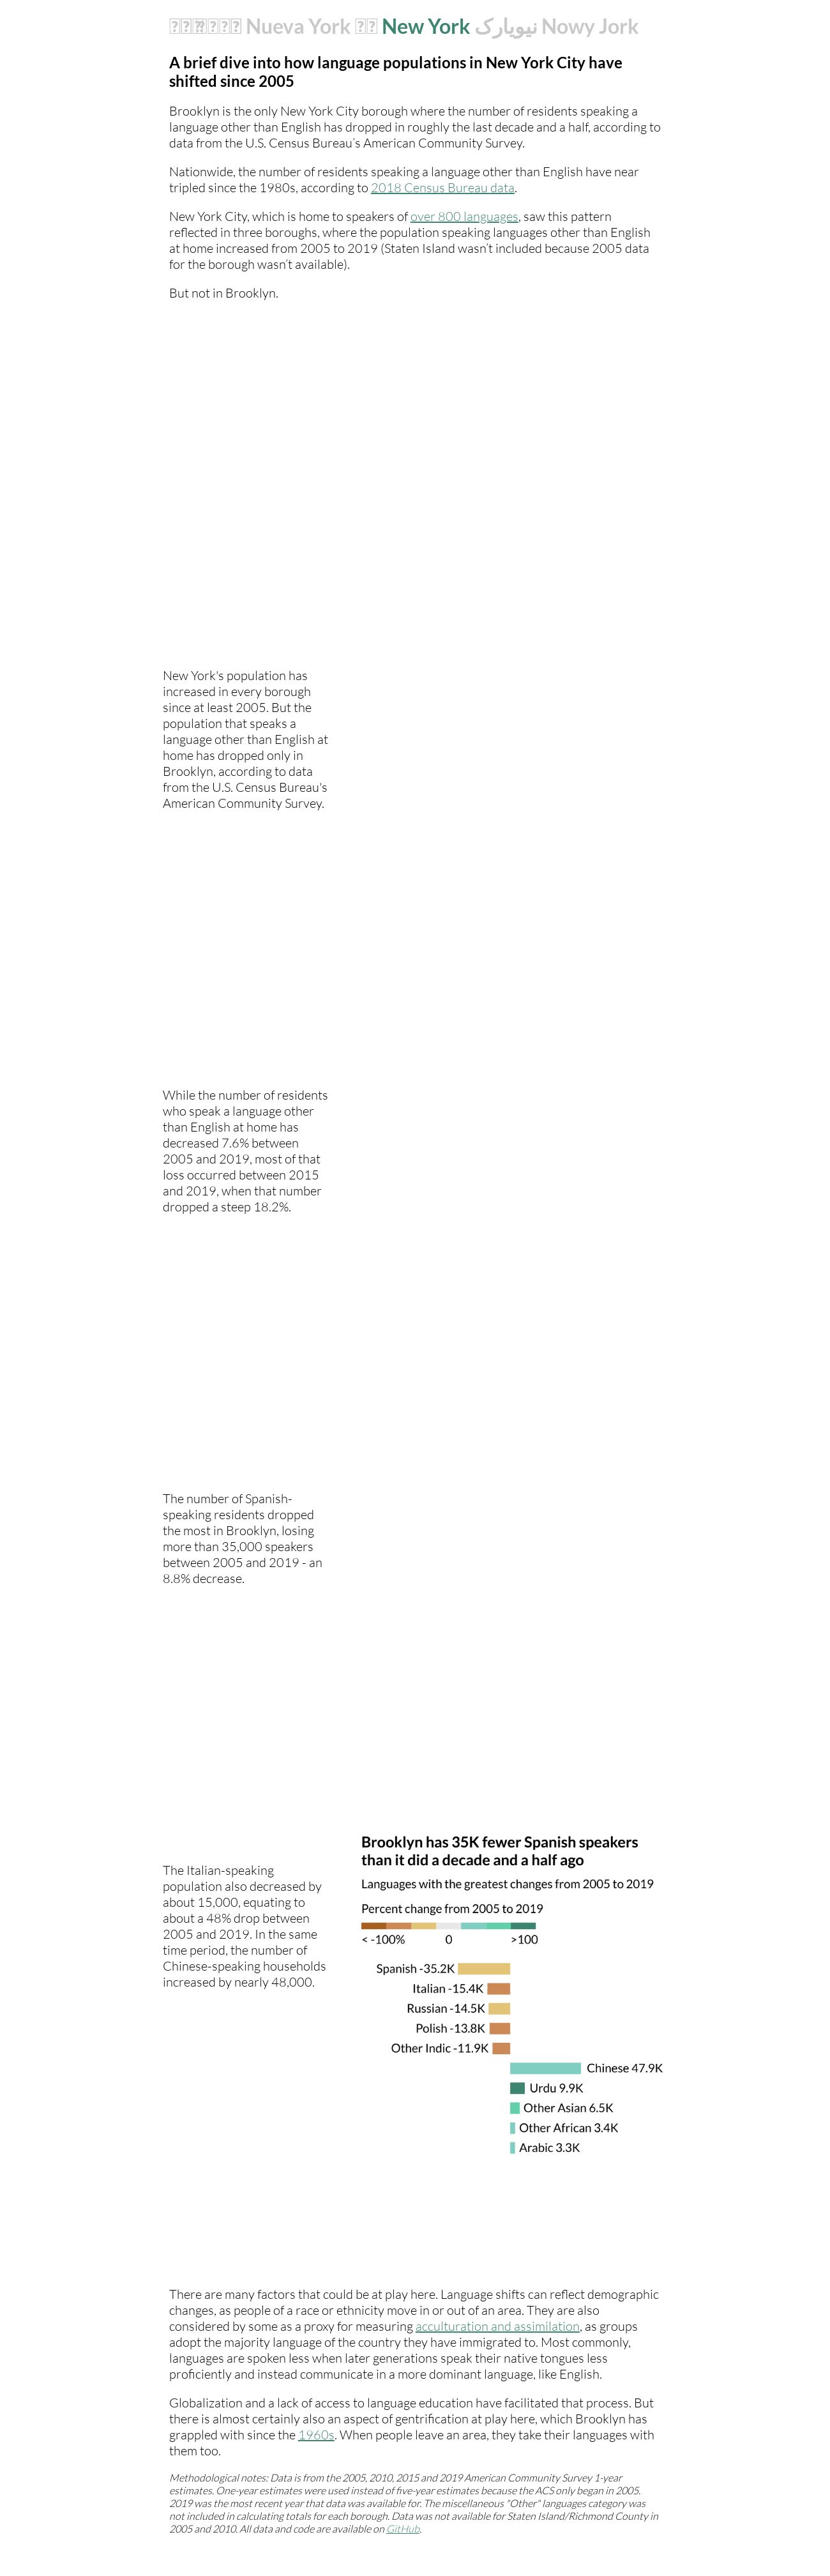 Nueva York New York نیویارک Nowy Jork
A brief dive into how language populations in New York City have
shifted since 2005
Brooklyn is the only New York City borough where the number of residents speaking a
language other than English has dropped in roughly the last decade and a half, according to
data from the U.S. Census Bureau's American Community Survey.
Nationwide, the number of residents speaking a language other than English have near
tripled since the 1980s, according to 2018 Census Bureau data.
New York City, which is home to speakers of over 800 languages, saw this pattern
reflected in three boroughs, where the population speaking languages other than English
at home increased from 2005 to 2019 (Staten Island wasn't included because 2005 data
for the borough wasn't available).
But not in Brooklyn.
New York's population has
increased in every borough
since at least 2005. But the
population that speaks a
language other than English at
home has dropped only in
Brooklyn, according to data
from the U.S. Census Bureau's
American Community Survey.
While the number of residents
who speak a language other
than English at home has
decreased 7.6% between
2005 and 2019, most of that
loss occurred between 2015
and 2019, when that number
dropped a steep 18.2%.
The number of Spanish-
speaking residents dropped
the most in Brooklyn, losing
more than 35,000 speakers
between 2005 and 2019 - an
8.8% decrease.
The Italian-speaking
population also decreased by
about 15,000, equating to
about a 48% drop between
2005 and 2019. In the same
time period, the number of
Chinese-speaking households
increased by nearly 48,000.
Brooklyn has 35K fewer Spanish speakers
than it did a decade and a half ago
Languages with the greatest changes from 2005 to 2019
Percent change from 2005 to 2019
< -100% 0 >100
Spanish -35.2K
Italian -15.4K
Russian -14.5K
Polish -13.8K
Other Indic -11.9K
Chinese 47.9K
Urdu 9.9K
Other Asian 6.5K
Other African 3.4K
Arabic 3.3K
There are many factors that could be at play here. Language shifts can reflect demographic
changes, as people of a race or ethnicity move in or out of an area. They are also
considered by some as a proxy for measuring acculturation and assimilation, as groups
adopt the majority language of the country they have immigrated to. Most commonly,
languages are spoken less when later generations speak their native tongues less
proficiently and instead communicate in a more dominant language, like English.
Globalization and a lack of access to language education have facilitated that process. But
there is almost certainly also an aspect of gentrification at play here, which Brooklyn has
grappled with since the 1960s. When people leave an area, they take their languages with
them too.
Methodological notes: Data is from the 2005, 2010, 2015 and 2019 American Community Survey 1-year
estimates. One-year estimates were used instead of five-year estimates because the ACS only began in 2005.
2019 was the most recent year that data was available for. The miscellaneous "Other" languages category was
not included in calculating totals for each borough. Data was not available for Staten Island/Richmond County in
2005 and 2010. All data and code are available on GitHub.